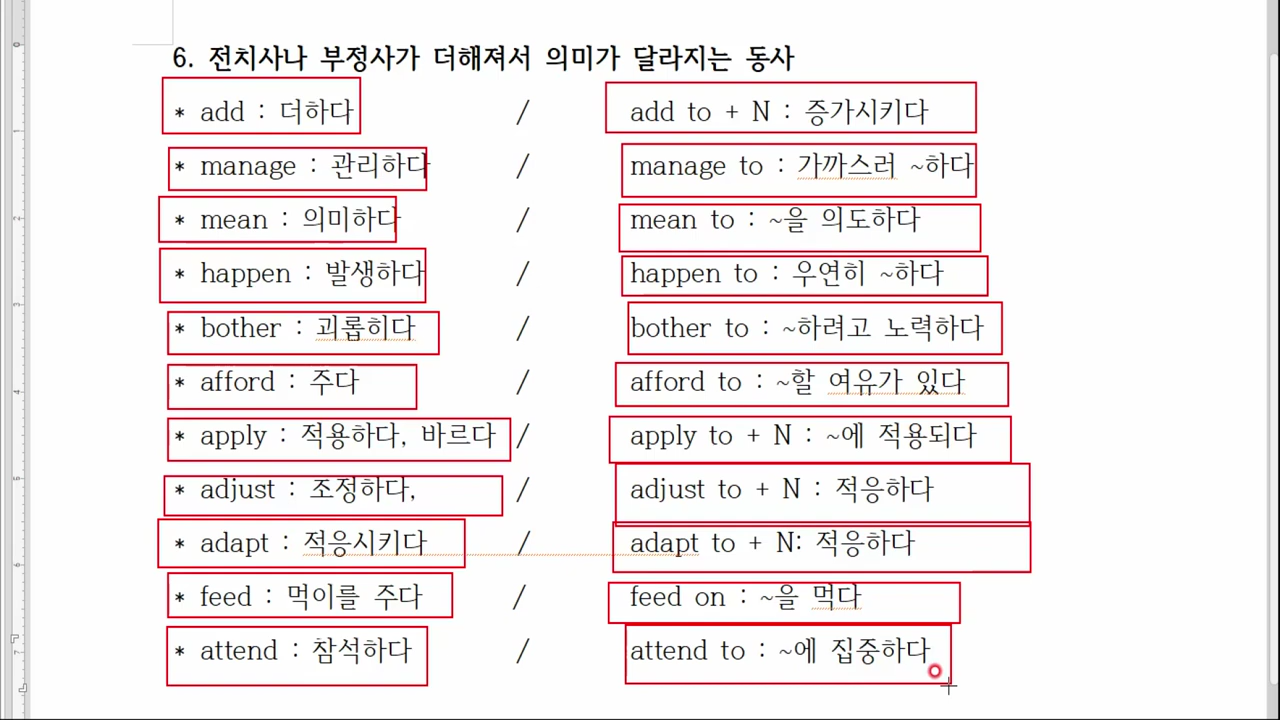 6. 전치사나 부정사가 더해져서 의미가 달라지는 동사
* add : 더하다 / add to + N : 증가시키다
* manage : 관리하다 / manage to : 가까스러 ~하다
* mean : 의미하다 / mean to : ~을 의도하다
* happen : 발생하다 / happen to : 우연히 ~하다
* bother : 괴롭히다 / bother to : ~하려고 노력하다
* afford : 주다 / afford to : ~할 여유가 있다
* apply : 적용하다, 바르다 / apply to + N : ~에 적용되다
* adjust : 조정하다, / adjust to + N : 적응하다
* adapt : 적응시키다 / adapt to + N: 적응하다
* feed : 먹이를 주다 / feed on : ~을 먹다
* attend : 참석하다 / attend to : ~에 집중하다